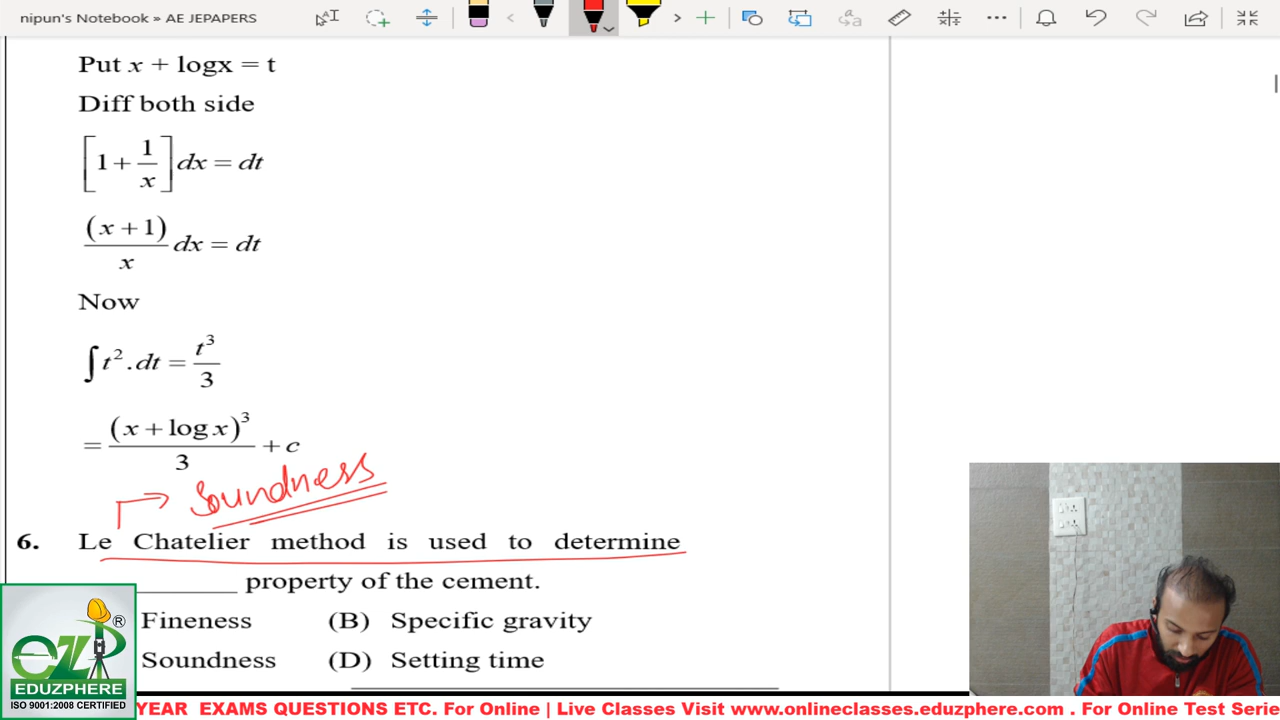 nipun's Notebook » AE JEPAPERS
Put x + logx = t
Diff both side
[1 + 1/x] dx = dt
(x + 1)/x dx = dt
Now
∫ t². dt = t³/3
= (x + log x)³/3 + c
Soundness
6. Le Chatelier method is used to determine
________ property of the cement.
Fineness (B) Specific gravity
Soundness (D) Setting time
EZ ®
EDUZPHERE
ISO 9001:2008 CERTIFIED
YEAR EXAMS QUESTIONS ETC. For Online | Live Classes Visit www.onlineclasses.eduzphere.com . For Online Test Serie